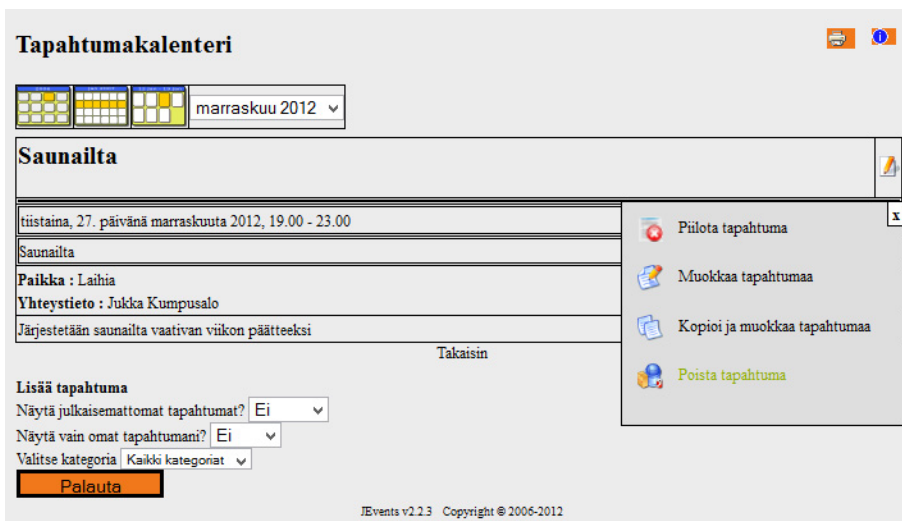 Tapahtumakalenteri
marraskuu 2012
Saunailta
tiistaina, 27. päivänä marraskuuta 2012, 19.00 - 23.00
x
Piilota tapahtuma
Saunailta
Muokkaa tapahtumaa
Paikka : Laihia
Yhteystieto : Jukka Kumpusalo
Kopioi ja muokkaa tapahtumaa
Järjestetään saunailta vaativan viikon päätteeksi
Takaisin
Poista tapahtuma
Lisää tapahtuma
Näytä julkaisemattomat tapahtumat? Ei
Näytä vain omat tapahtumani? Ei
Valitse kategoria Kaikki kategoriat
Palauta
JEvents v2.2.3 Copyright © 2006-2012